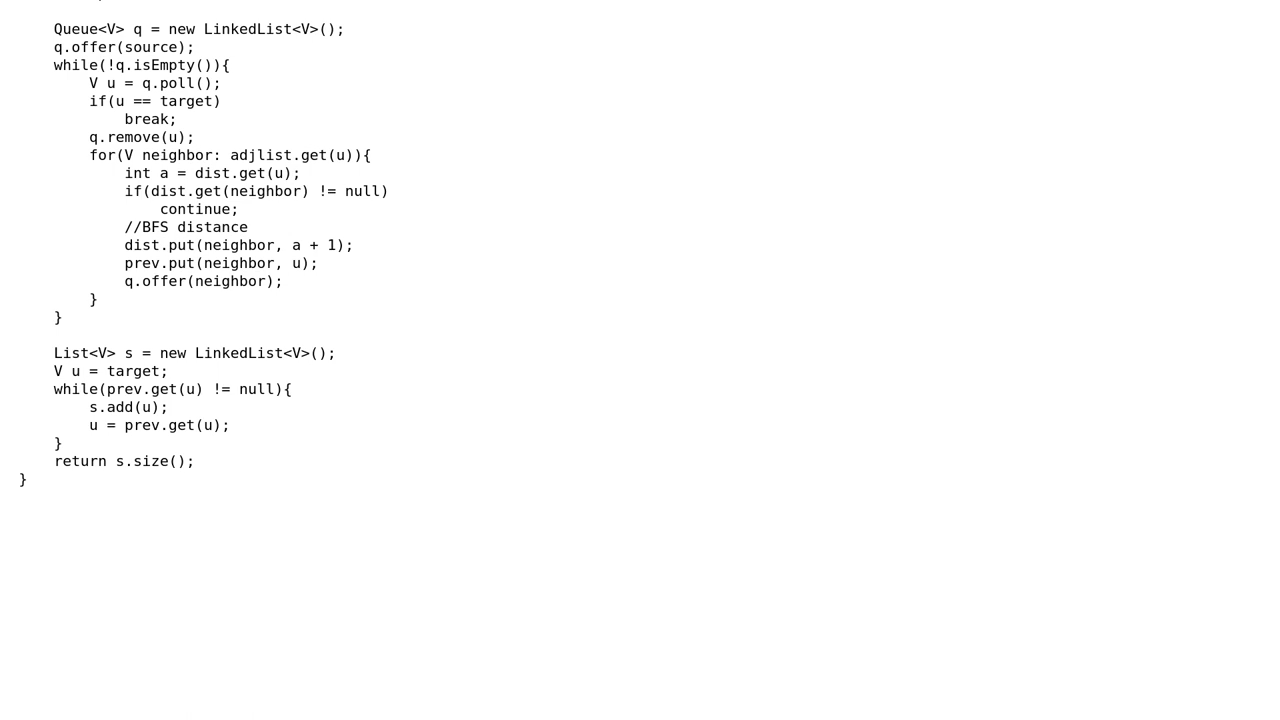 Queue<V> q = new LinkedList<V>();
q.offer(source);
while(!q.isEmpty()){
V u = q.poll();
if(u == target)
break;
q.remove(u);
for(V neighbor: adjlist.get(u)){
int a = dist.get(u);
if(dist.get(neighbor) != null)
continue;
//BFS distance
dist.put(neighbor, a + 1);
prev.put(neighbor, u);
q.offer(neighbor);
}
}
List<V> s = new LinkedList<V>();
V u = target;
while(prev.get(u) != null){
s.add(u);
u = prev.get(u);
}
return s.size();
}